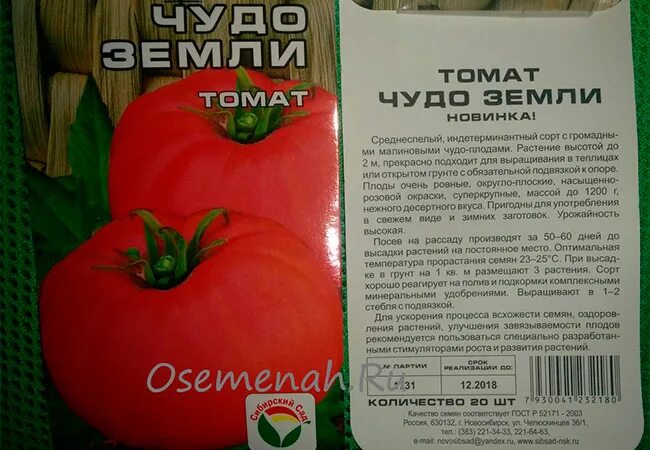 ЧУДО
ЗЕМЛИ
ТОМАТ
Osemenah.Ru
Сибирский Сад
ТОМАТ
ЧУДО ЗЕМЛИ
НОВИНКА!
Среднеспелый, индетерминантный сорт с громадны-
ми малиновыми чудо-плодами. Растение высотой до
2 м, прекрасно подходит для выращивания в теплицах
или открытом грунте с обязательной подвязкой к опоре.
Плоды очень ровные, округло-плоские, насыщенно-
розовой окраски, суперкрупные, массой до 1200 г,
нежного десертного вкуса. Пригодны для употребления
в свежем виде и зимних заготовок. Урожайность
высокая.
Посев на рассаду производят за 50–60 дней до
высадки растений на постоянное место. Оптимальная
температура прорастания семян 23–25°С. При высад-
ке в грунт на 1 кв. м размещают 3 растения. Сорт
хорошо реагирует на полив и подкормки комплексными
минеральными удобрениями. Выращивают в 1–2
стебля с подвязкой.
Для ускорения процесса всхожести семян, оздоров-
ления растений, улучшения завязываемости плодов
рекомендуется пользоваться специально разработан-
ными стимуляторами роста и развития растений.
№ ПАРТИИ
СРОК
РЕАЛИЗАЦИИ ДО:
12.2018
КОЛИЧЕСТВО 20 ШТ
7 930041 232180
Качество семян соответствует ГОСТ Р 52171 - 2003
Россия, 630132, г. Новосибирск, ул. Челюскинцев 36/1,
тел.: (383) 221-34-33, 221-64-63,
e-mail: novosibsad@yandex.ru, www.sibsad-nsk.ru